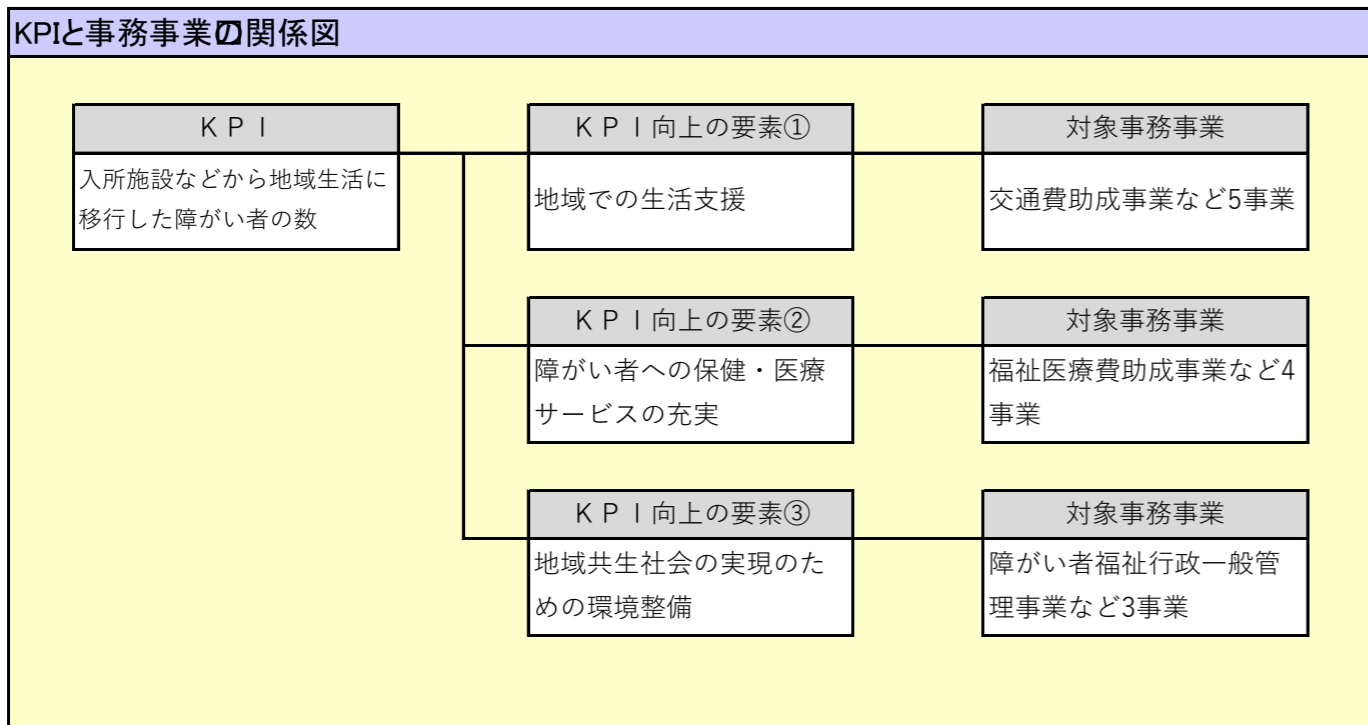 KPIと事務事業の関係図
ＫＰＩ
入所施設などから地域生活に
移行した障がい者の数
ＫＰＩ向上の要素①
地域での生活支援
対象事務事業
交通費助成事業など5事業
ＫＰＩ向上の要素②
障がい者への保健・医療
サービスの充実
対象事務事業
福祉医療費助成事業など4
事業
ＫＰＩ向上の要素③
地域共生社会の実現のた
めの環境整備
対象事務事業
障がい者福祉行政一般管
理事業など3事業